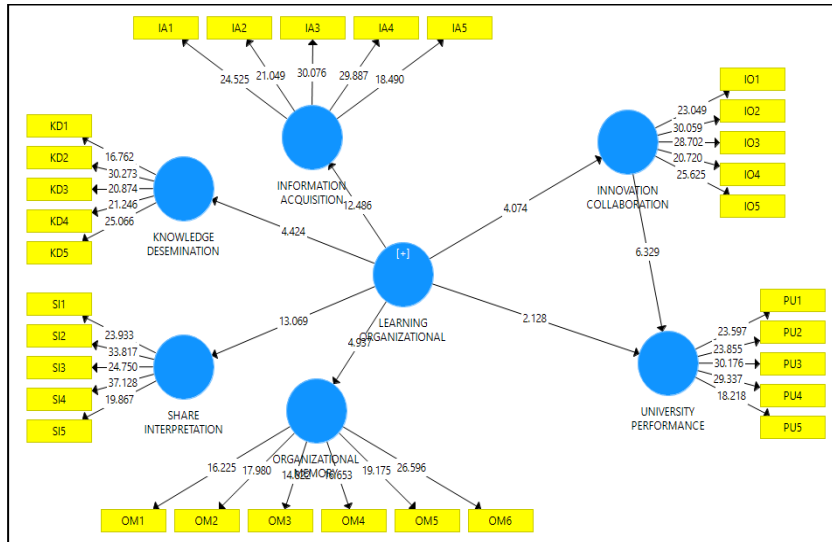 IA1
IA2
IA3
IA4
IA5
24.525
21.049
30.076
29.887
18.490
INFORMATION
ACQUISITION
KD1
KD2
KD3
KD4
KD5
16.762
30.273
20.874
21.246
25.066
KNOWLEDGE
DESEMINATION
IO1
IO2
IO3
IO4
IO5
23.049
30.059
28.702
20.720
25.625
INNOVATION
COLLABORATION
12.486
4.424
4.074
6.329
[+]
LEARNING
ORGANIZATIONAL
13.069
4.937
2.128
SI1
SI2
SI3
SI4
SI5
23.933
33.817
24.750
37.128
19.867
SHARE
INTERPRETATION
PU1
PU2
PU3
PU4
PU5
23.597
23.855
30.176
29.337
18.218
UNIVERSITY
PERFORMANCE
ORGANIZATIONAL
MEMORY
16.225
17.980
19.175
26.596
OM1
OM2
OM3
OM4
OM5
OM6